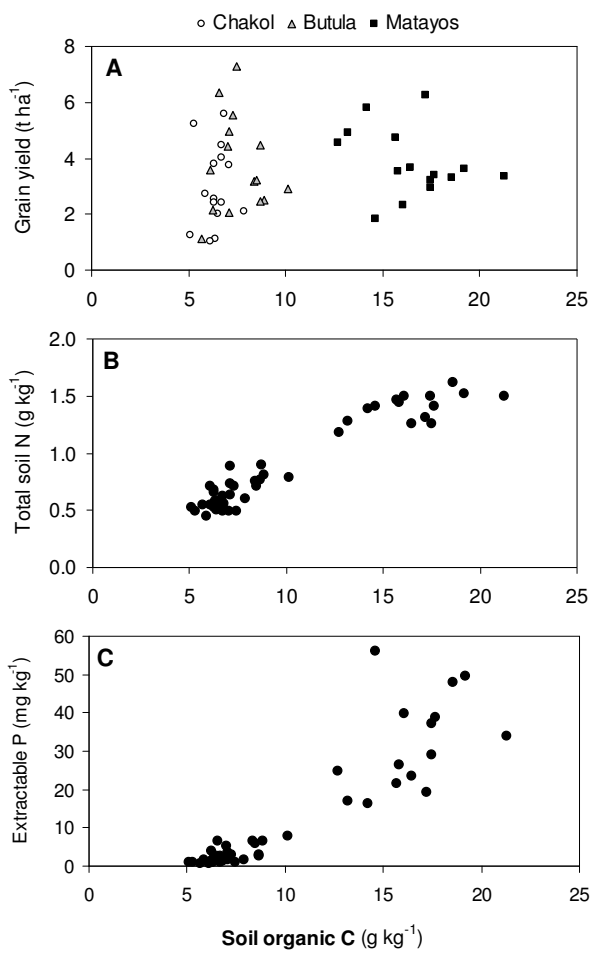 ○ Chakol △ Butula ■ Matayos
A
Grain yield (t ha-1)
8
6
4
2
0
0 5 10 15 20 25
B
Total soil N (g kg-1)
2.0
1.5
1.0
0.5
0.0
0 5 10 15 20 25
C
Extractable P (mg kg-1)
60
50
40
30
20
10
0
0 5 10 15 20 25
Soil organic C (g kg-1)